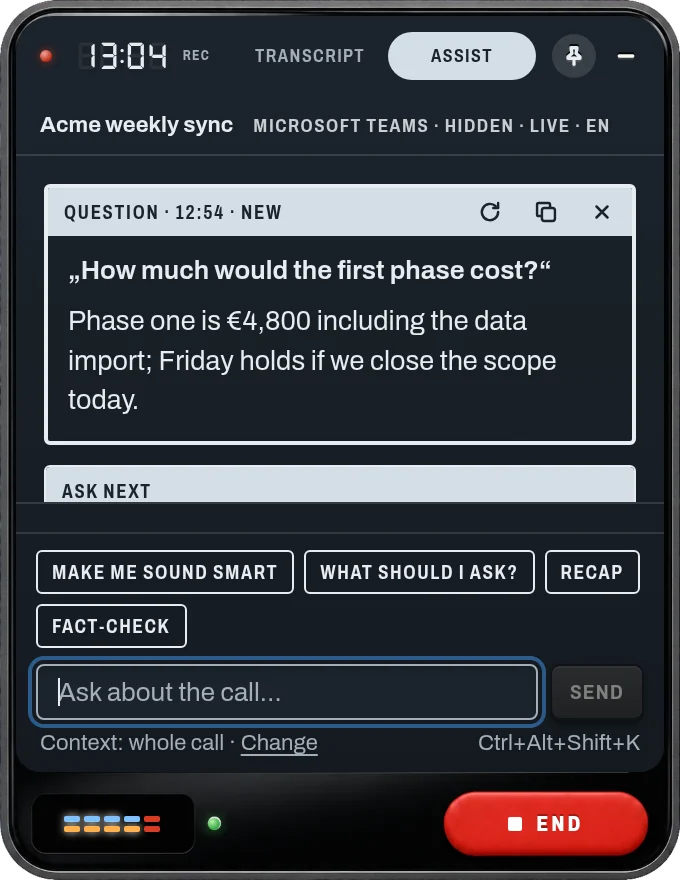 13:04 REC TRANSCRIPT ASSIST
Acme weekly sync MICROSOFT TEAMS · HIDDEN · LIVE · EN
QUESTION · 12:54 · NEW
„How much would the first phase cost?“
Phase one is €4,800 including the data
import; Friday holds if we close the scope
today.
ASK NEXT
MAKE ME SOUND SMART WHAT SHOULD I ASK? RECAP
FACT-CHECK
Ask about the call... SEND
Context: whole call · Change Ctrl+Alt+Shift+K
END